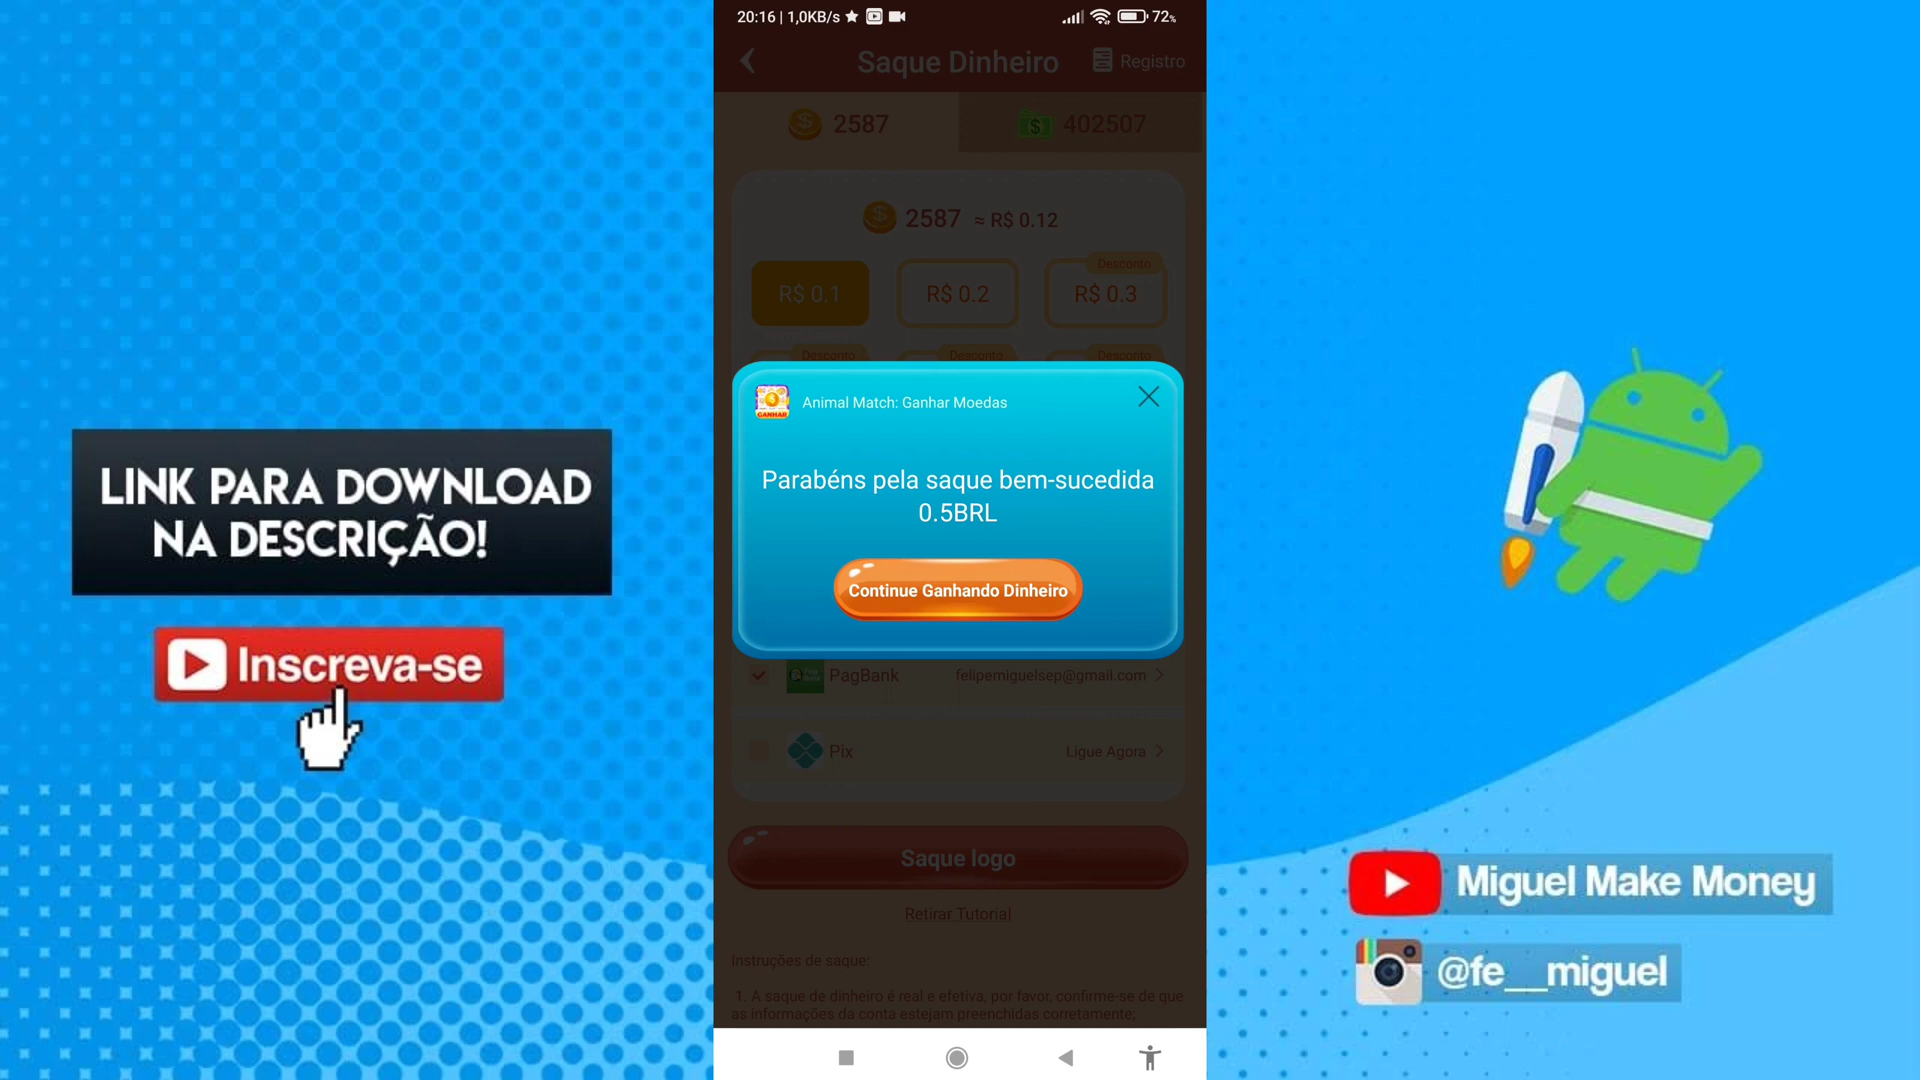 20:16 | 1,0KB/s
72%
Saque Dinheiro
Registro
2587
402507
2587 ≈ R$ 0.12
Desconto
R$ 0.1
R$ 0.2
R$ 0.3
Desconto
Desconto
Desconto
GANHAR
Animal Match: Ganhar Moedas
Parabéns pela saque bem-sucedida
0.5BRL
Continue Ganhando Dinheiro
PagBank
felipemiguelsep@gmail.com
Pix
Ligue Agora
Saque logo
Retirar Tutorial
Instruções de saque:
1. A saque de dinheiro é real e efetiva, por favor, confirme-se de que
as informações da conta estejam preenchidas corretamente;
LINK PARA DOWNLOAD
NA DESCRIÇÃO!
Inscreva-se
Miguel Make Money
@fe__miguel